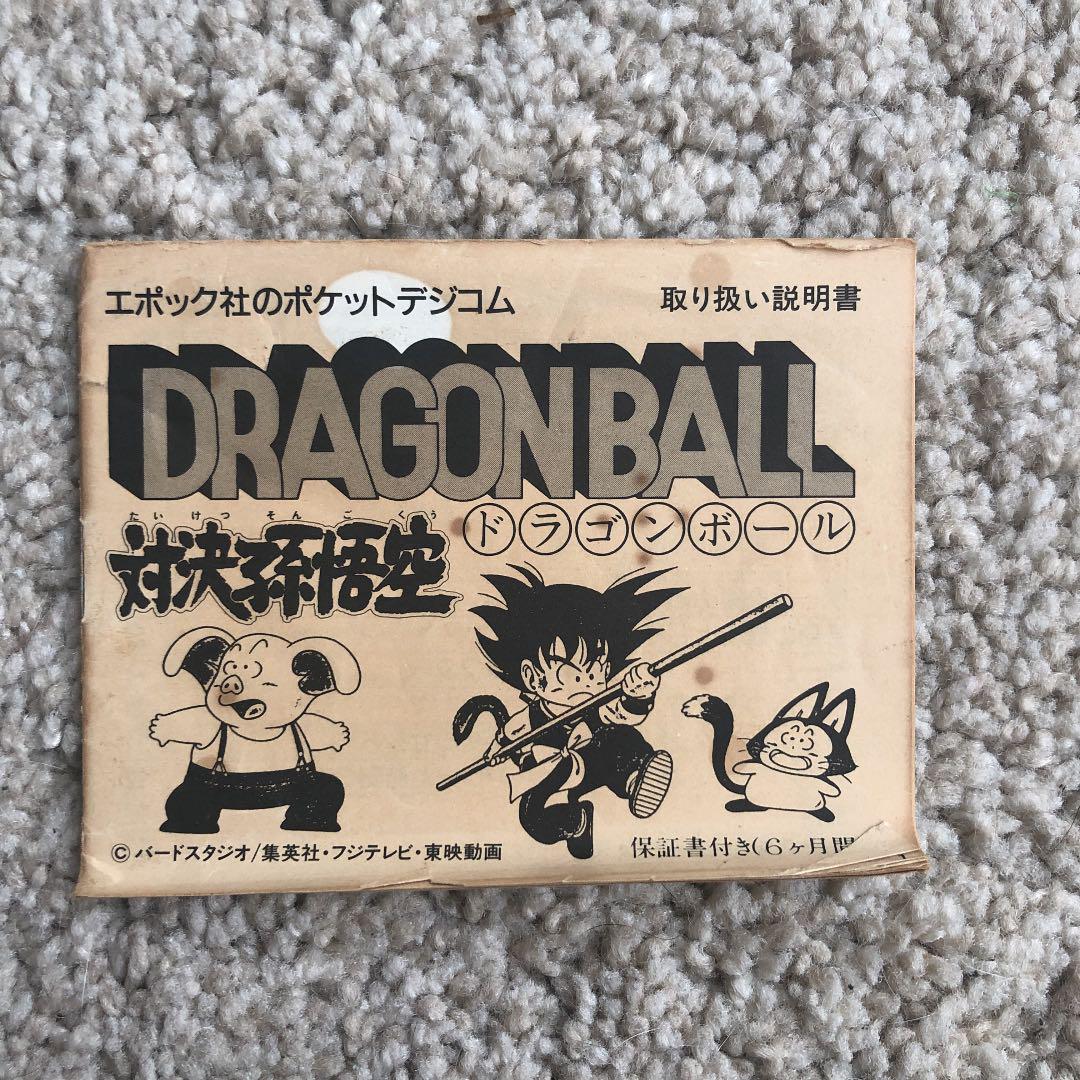 エポック社のポケットデジコム 取り扱い説明書
DRAGON BALL
ドラゴンボール
たいけつそんごくう
対決孫悟空
©バードスタジオ/集英社・フジテレビ・東映動画
保証書付き(6ヶ月間